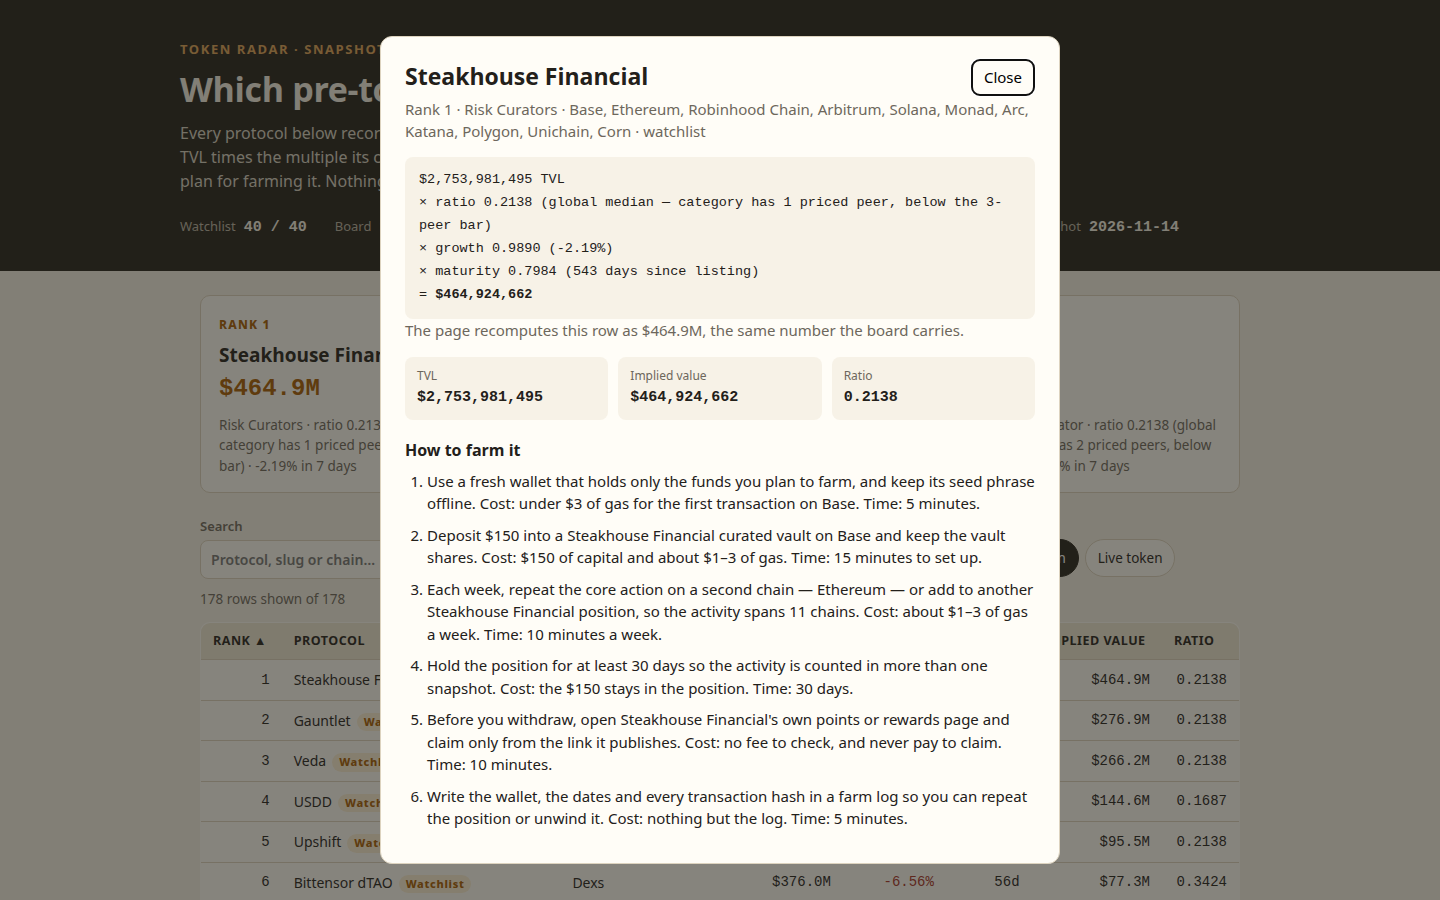 TOKEN RADAR · SNAPSHOT
Which pre-to
Every protocol below recor
TVL times the multiple its c
plan for farming it. Nothing
Watchlist 40 / 40 Board
hot 2026-11-14
Steakhouse Financial
Close
Rank 1 · Risk Curators · Base, Ethereum, Robinhood Chain, Arbitrum, Solana, Monad, Arc,
Katana, Polygon, Unichain, Corn · watchlist
$2,753,981,495 TVL
× ratio 0.2138 (global median — category has 1 priced peer, below the 3-
peer bar)
× growth 0.9890 (-2.19%)
× maturity 0.7984 (543 days since listing)
= $464,924,662
The page recomputes this row as $464.9M, the same number the board carries.
TVL
$2,753,981,495
Implied value
$464,924,662
Ratio
0.2138
How to farm it
1. Use a fresh wallet that holds only the funds you plan to farm, and keep its seed phrase
offline. Cost: under $3 of gas for the first transaction on Base. Time: 5 minutes.
2. Deposit $150 into a Steakhouse Financial curated vault on Base and keep the vault
shares. Cost: $150 of capital and about $1–3 of gas. Time: 15 minutes to set up.
3. Each week, repeat the core action on a second chain — Ethereum — or add to another
Steakhouse Financial position, so the activity spans 11 chains. Cost: about $1–3 of gas
a week. Time: 10 minutes a week.
4. Hold the position for at least 30 days so the activity is counted in more than one
snapshot. Cost: the $150 stays in the position. Time: 30 days.
5. Before you withdraw, open Steakhouse Financial's own points or rewards page and
claim only from the link it publishes. Cost: no fee to check, and never pay to claim.
Time: 10 minutes.
6. Write the wallet, the dates and every transaction hash in a farm log so you can repeat
the position or unwind it. Cost: nothing but the log. Time: 5 minutes.
RANK 1
Steakhouse Finan
$464.9M
Risk Curators · ratio 0.213
category has 1 priced pee
bar) · -2.19% in 7 days
ator · ratio 0.2138 (global
as 2 priced peers, below
% in 7 days
Search
Protocol, slug or chain...
n
Live token
178 rows shown of 178
RANK ▲ PROTOCOL PLIED VALUE RATIO
1 Steakhouse F $464.9M 0.2138
2 Gauntlet Wa $276.9M 0.2138
3 Veda Watchl $266.2M 0.2138
4 USDD Watch $144.6M 0.1687
5 Upshift Wat $95.5M 0.2138
6 Bittensor dTAO Watchlist Dexs $376.0M -6.56% 56d $77.3M 0.3424